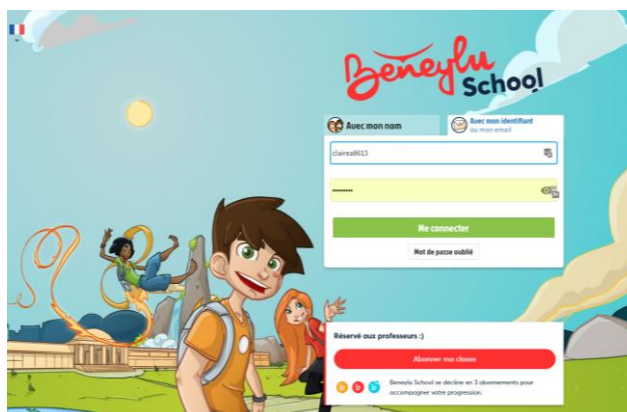 Beneylu
School
Avec mon nom
Avec mon identifiant
ou mon email
clairea8613
•••••••••
Me connecter
Mot de passe oublié
Réservé aux professeurs :)
Abonner ma classe
Beneylu School se décline en 3 abonnements pour
accompagner votre progression.